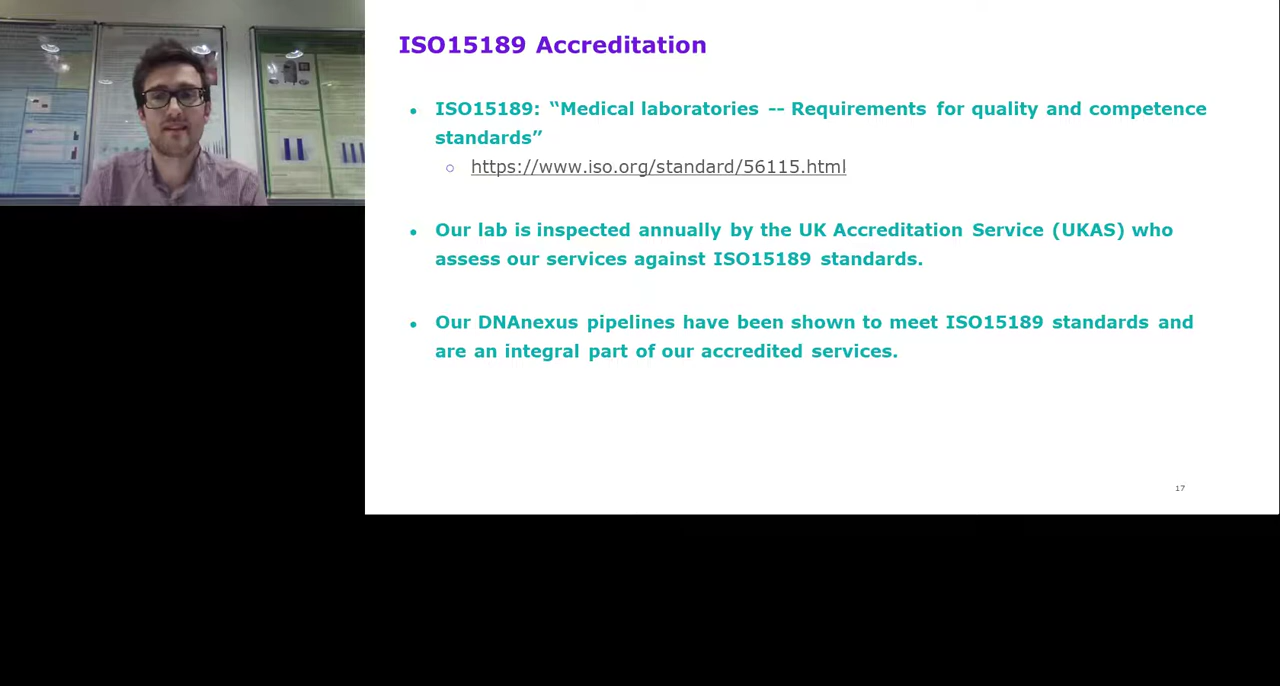 ISO15189 Accreditation
• ISO15189: “Medical laboratories -- Requirements for quality and competence
standards”
○ https://www.iso.org/standard/56115.html
• Our lab is inspected annually by the UK Accreditation Service (UKAS) who
assess our services against ISO15189 standards.
• Our DNAnexus pipelines have been shown to meet ISO15189 standards and
are an integral part of our accredited services.
17